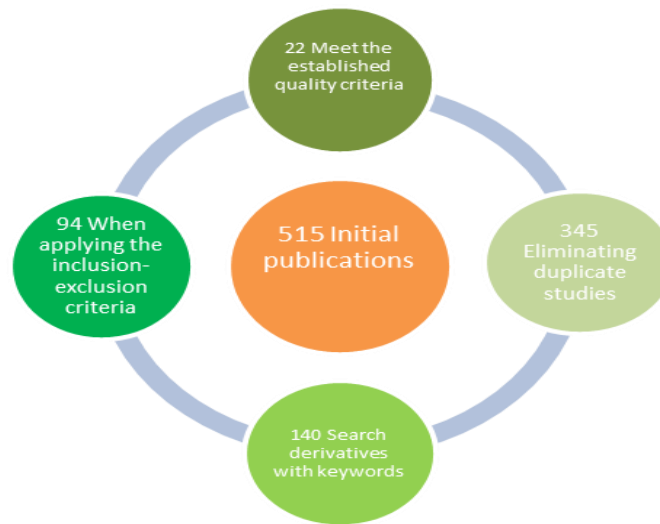 22 Meet the
established
quality criteria
515 Initial
publications
345
Eliminating
duplicate
studies
140 Search
derivatives
with keywords
94 When
applying the
inclusion-
exclusion
criteria